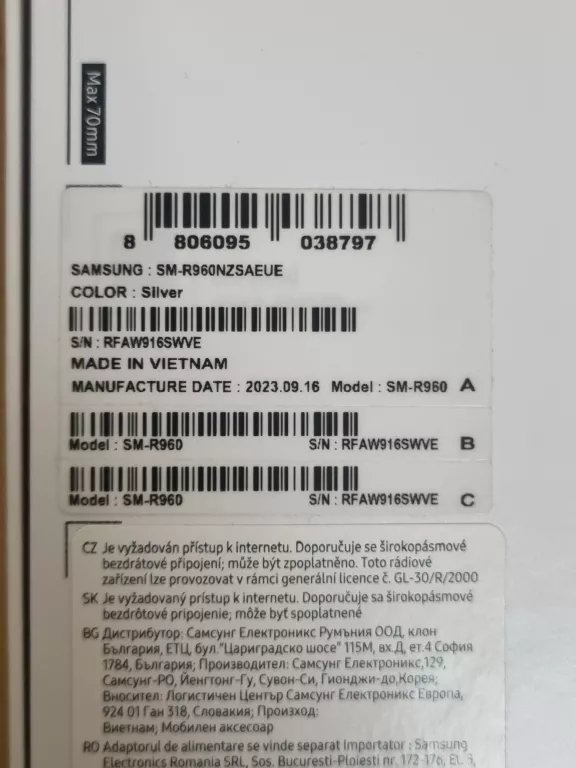 Max 70mm
8 806095 038797
SAMSUNG : SM-R960NZSAEUE
COLOR : Silver
S/N : RFAW916SWVE
MADE IN VIETNAM
MANUFACTURE DATE : 2023.09.16 Model : SM-R960 A
Model : SM-R960 S/N : RFAW916SWVE B
Model : SM-R960 S/N : RFAW916SWVE C
CZ Je vyžadován přístup k internetu. Doporučuje se širokopásmové
bezdrátové připojení; může být zpoplatněno. Toto rádiové
zařízení lze provozovat v rámci generální licence č. GL-30/R/2000
SK Je vyžadovaný prístup k internetu. Doporučuje sa širokopásmové
bezdrôtové pripojenie; môže byť spoplatnené
BG Дистрибутор: Самсунг Електроникс Румъния ООД, клон
България, ЕТЦ, бул."Цариградско шосе" 115М, вх.Д, ет.4 София
1784, България; Производител: Самсунг Електроникс,129,
Самсунг-РО, Йенгтонг-Гу, Сувон-Си, Гионджи-до,Корея;
Вносител: Логистичен Център Самсунг Електроникс Европа,
924 01 Ган 318, Словакия; Произход:
Виетнам; Мобилен аксесоар
RO Adaptorul de alimentare se vinde separat Importator : Samsung
Electronics Romania SRL, Sos. Bucuresti-Ploiesti nr. 172-176, Et. 5,